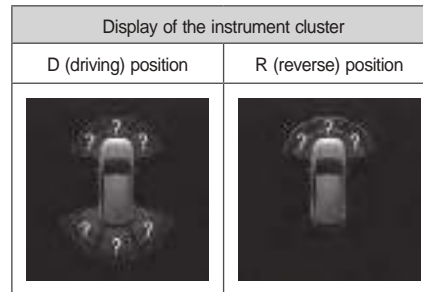 Display of the instrument cluster
D (driving) position
R (reverse) position
? ? ?
? ? ?
? ? ?